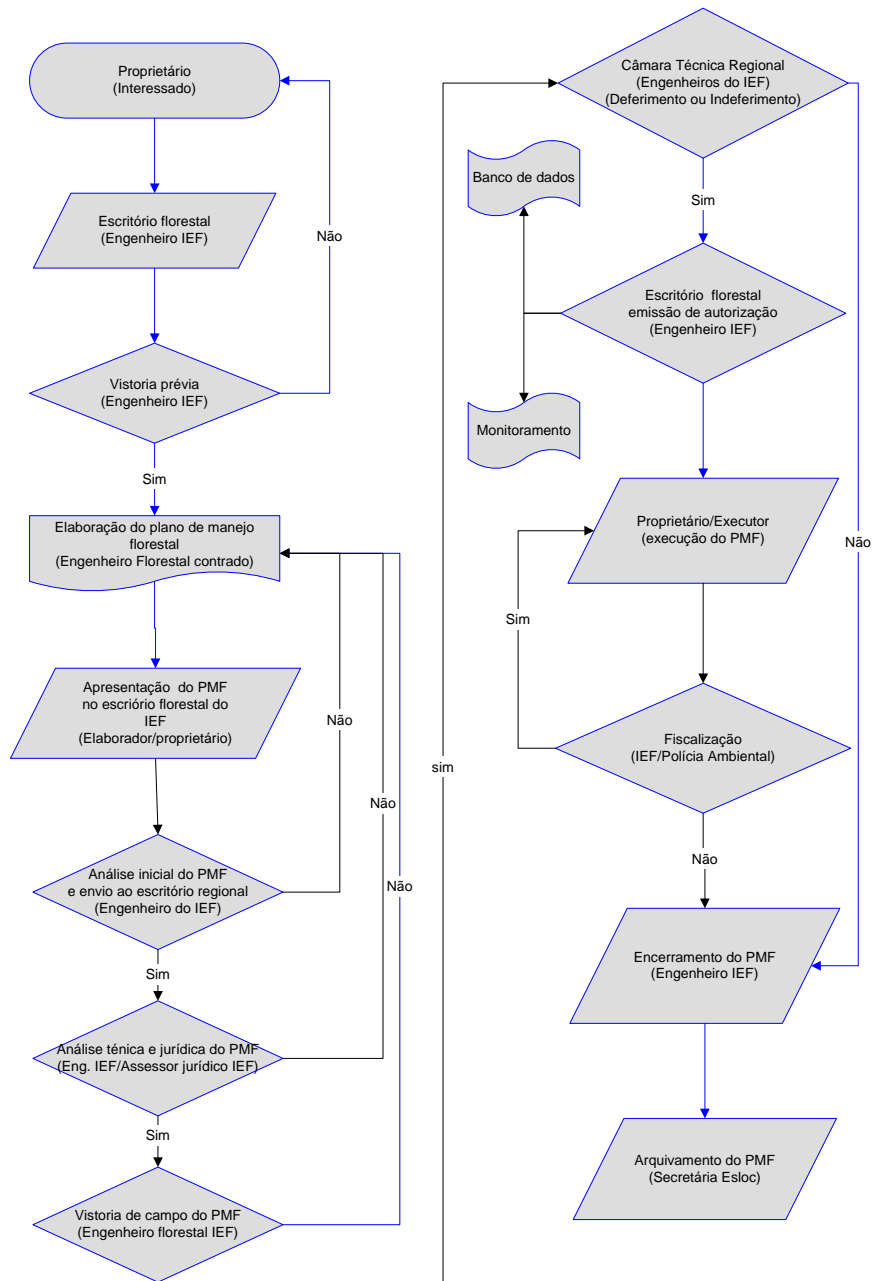 Proprietário
(Interessado)
Não
Escritório florestal
(Engenheiro IEF)
Vistoria prévia
(Engenheiro IEF)
Sim
Elaboração do plano de manejo
florestal
(Engenheiro Florestal contrado)
Apresentação do PMF
no escriório florestal do
IEF
(Elaborador/proprietário)
Não
Não
Não
Análise inicial do PMF
e envio ao escritório regional
(Engenheiro do IEF)
Sim
Análise ténica e jurídica do PMF
(Eng. IEF/Assessor jurídico IEF)
Sim
Vistoria de campo do PMF
(Engenheiro florestal IEF)
sim
Câmara Técnica Regional
(Engenheiros do IEF)
(Deferimento ou Indeferimento)
Banco de dados
Sim
Escritório florestal
emissão de autorização
(Engenheiro IEF)
Monitoramento
Proprietário/Executor
(execução do PMF)
Não
Sim
Fiscalização
(IEF/Polícia Ambiental)
Não
Encerramento do PMF
(Engenheiro IEF)
Arquivamento do PMF
(Secretária Esloc)